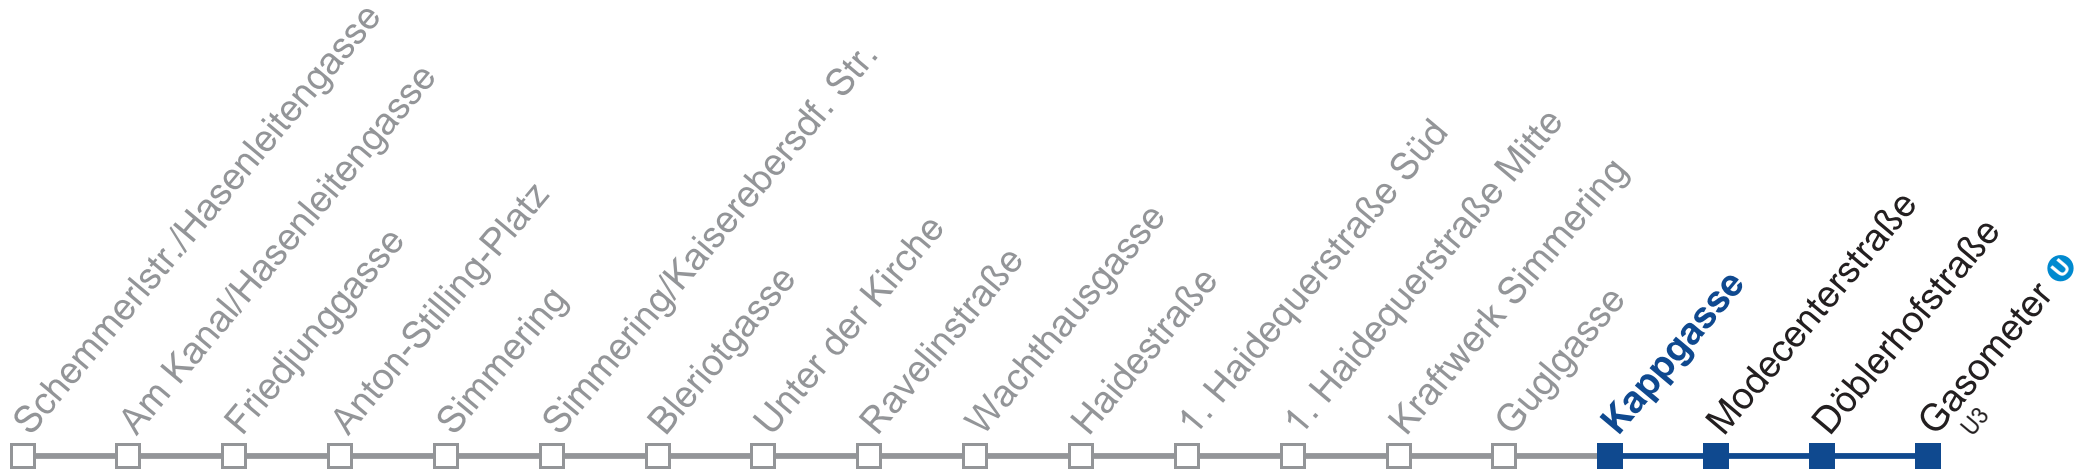 Schemmerlstr./Hasenleitengasse
Am Kanal/Hasenleitengasse
Friedjunggasse
Anton-Stilling-Platz
Simmering
Simmering/Kaiserebersdf. Str.
Bleriotgasse
Unter der Kirche
Ravelinstraße
Wachthausgasse
Haidestraße
1. Haidequerstraße Süd
1. Haidequerstraße Mitte
Kraftwerk Simmering
Guglgasse
Kappgasse
Modecenterstraße
Döblerhofstraße
Gasometer U
U3